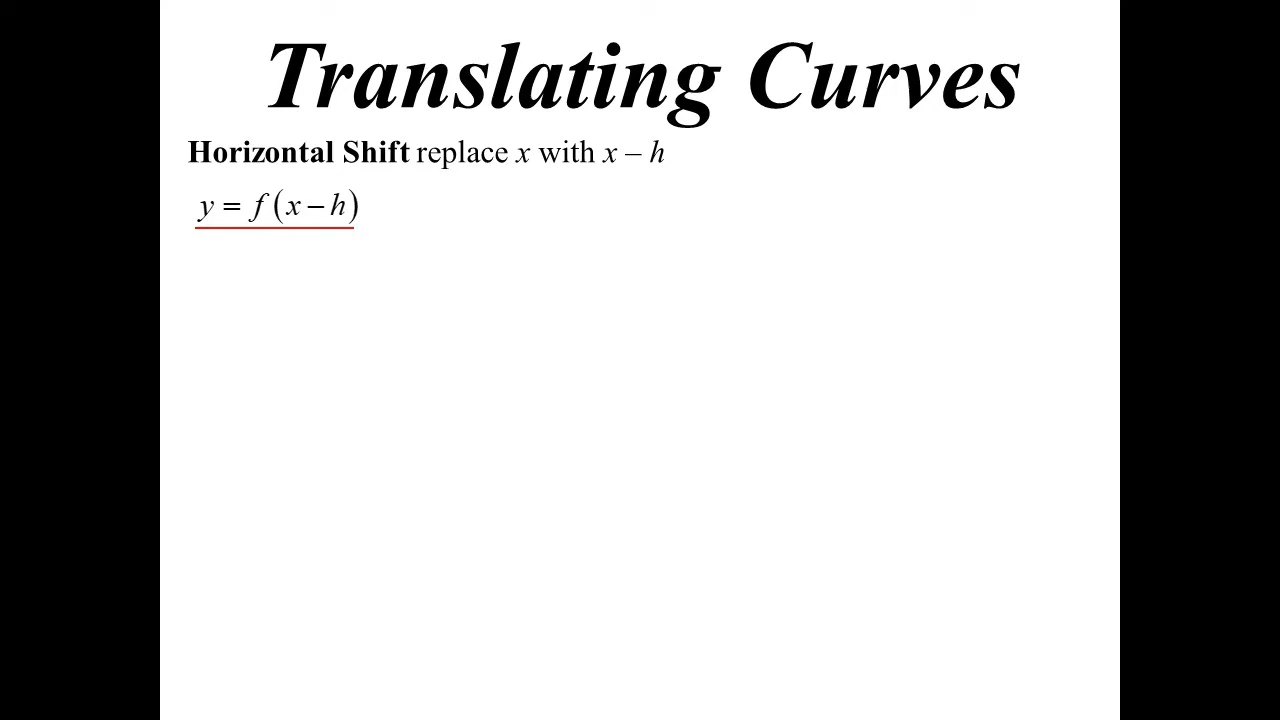 Translating Curves
Horizontal Shift replace x with x – h
y = f (x – h)